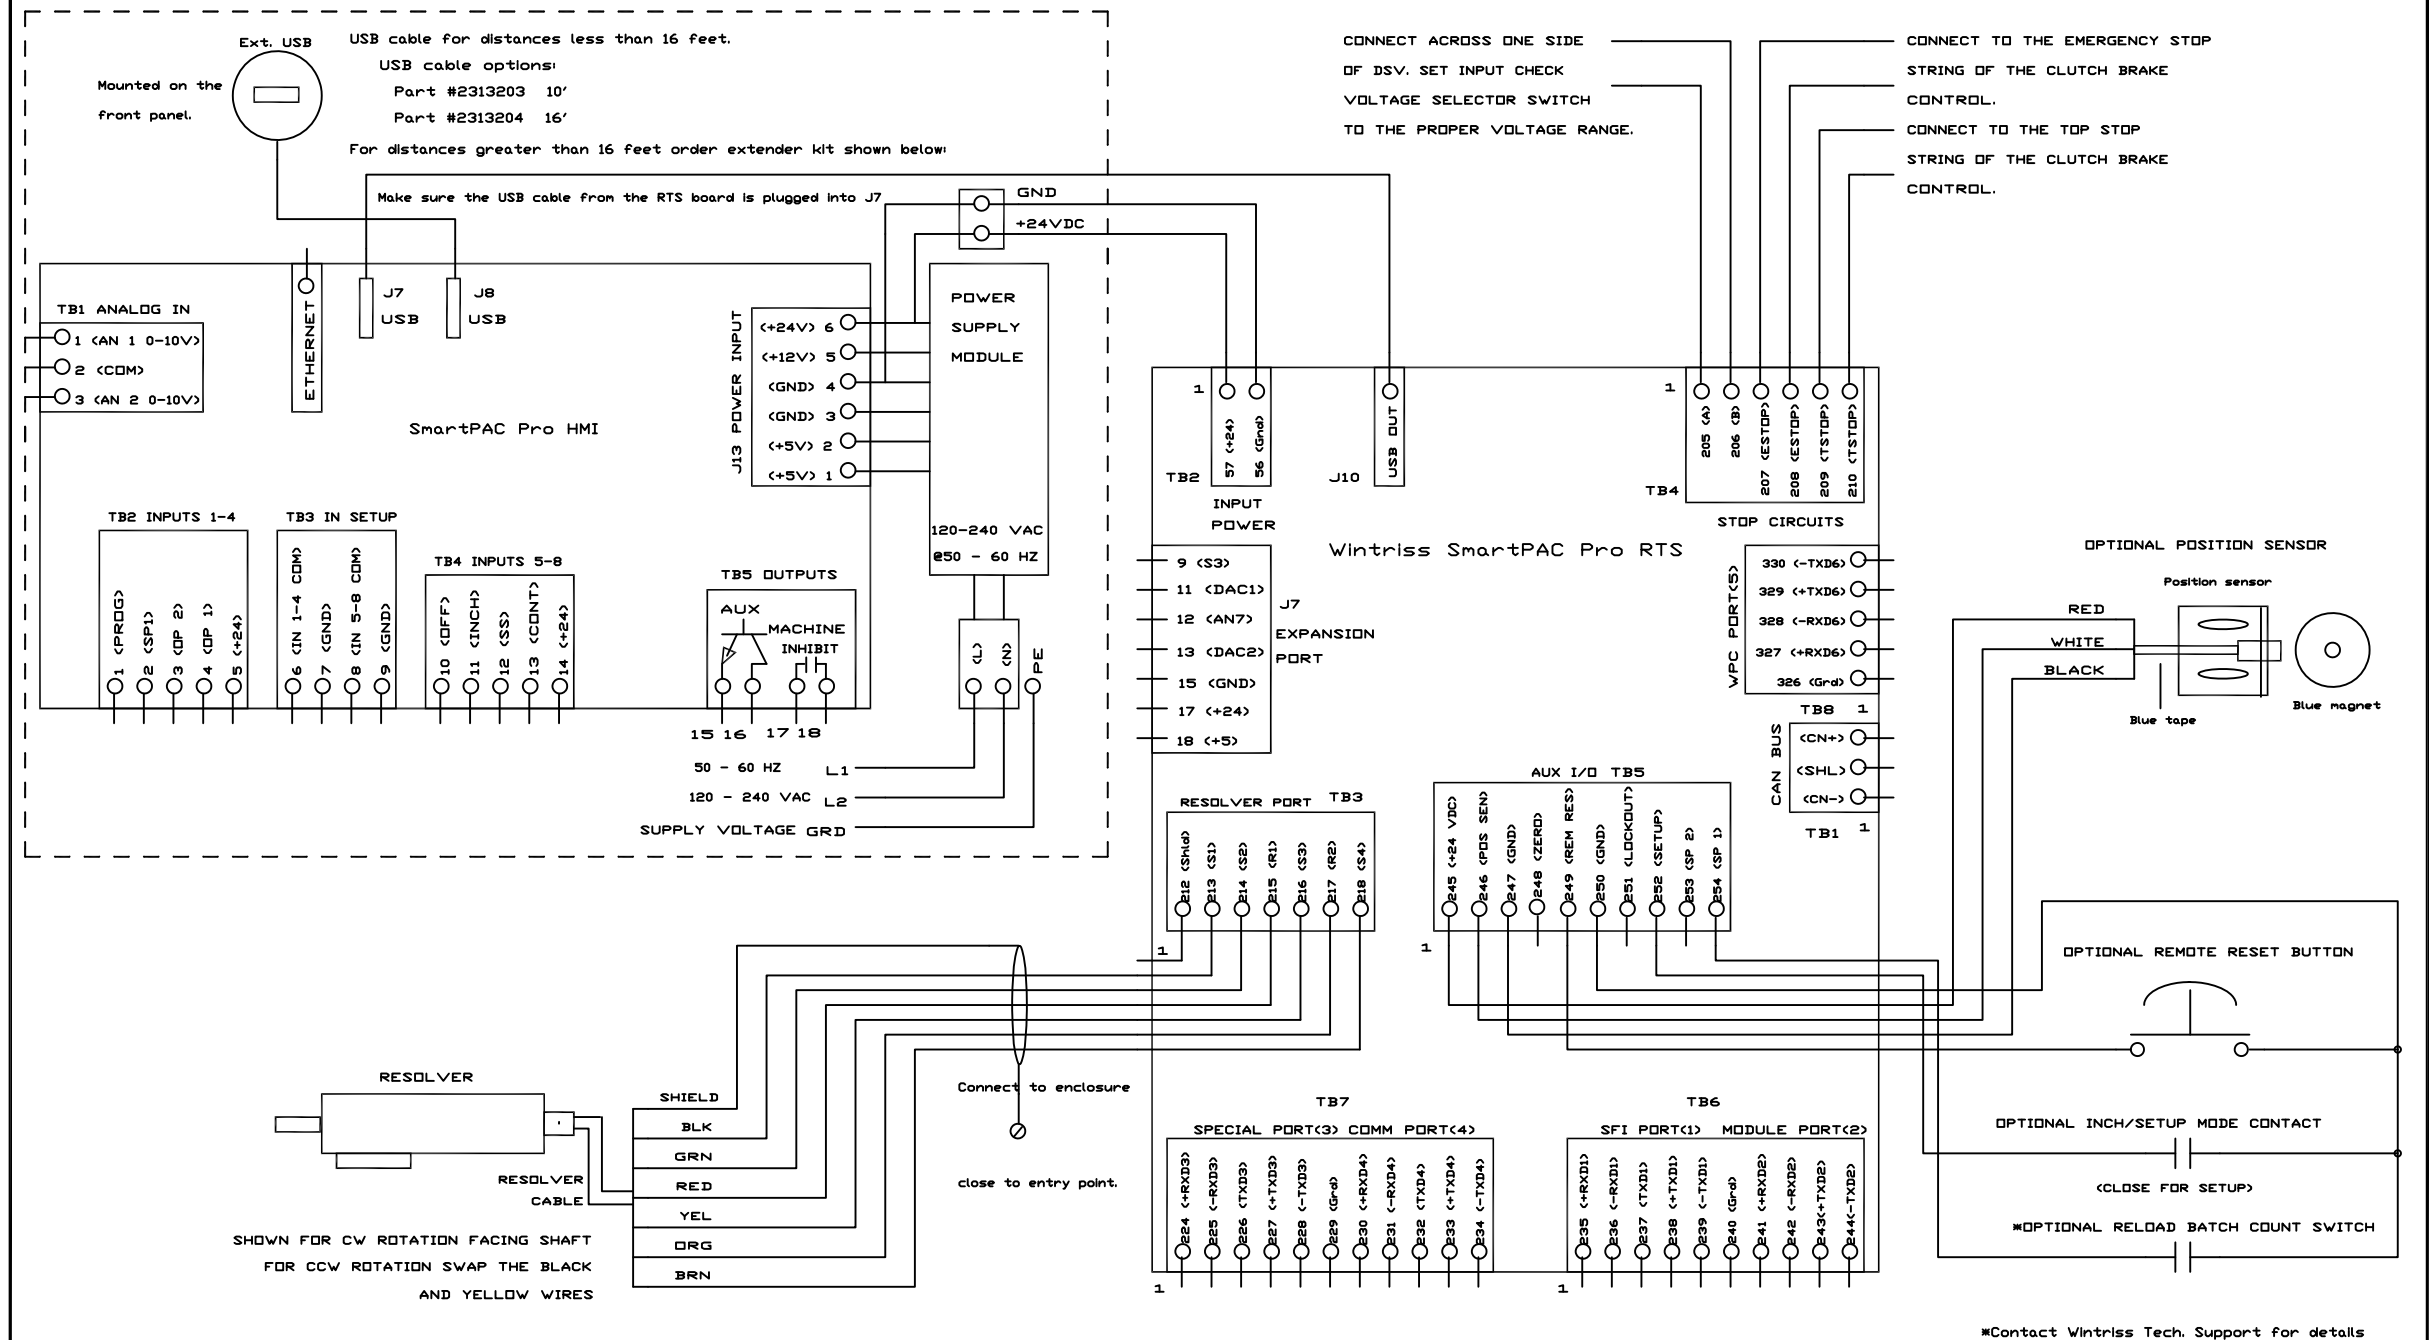 Ext. USB
Mounted on the
front panel.
USB cable for distances less than 16 feet.
USB cable options:
Part #2313203 10'
Part #2313204 16'
For distances greater than 16 feet order extender kit shown below:
Make sure the USB cable from the RTS board is plugged into J7
GND
+24VDC
CONNECT ACROSS ONE SIDE
OF DSV. SET INPUT CHECK
VOLTAGE SELECTOR SWITCH
TO THE PROPER VOLTAGE RANGE.
CONNECT TO THE EMERGENCY STOP
STRING OF THE CLUTCH BRAKE
CONTROL.
CONNECT TO THE TOP STOP
STRING OF THE CLUTCH BRAKE
CONTROL.
TB1 ANALOG IN
1 (AN 1 0-10V)
2 (COM)
3 (AN 2 0-10V)
ETHERNET
J7
USB
J8
USB
SmartPAC Pro HMI
J13 POWER INPUT
(+24V) 6
(+12V) 5
(GND) 4
(GND) 3
(+5V) 2
(+5V) 1
POWER
SUPPLY
MODULE
120-240 VAC
@50 - 60 HZ
TB2 INPUTS 1-4
1 (PROG)
2 (SP1)
3 (OP 2)
4 (OP 1)
5 (+24)
TB3 IN SETUP
6 (IN 1-4 COM)
7 (GND)
8 (IN 5-8 COM)
9 (GND)
TB4 INPUTS 5-8
10 (OFF)
11 (INCH)
12 (SS)
13 (CONT)
14 (+24)
TB5 OUTPUTS
AUX
MACHINE
INHIBIT
15 16 17 18
(L)
(N)
PE
50 - 60 HZ L1
120 - 240 VAC L2
SUPPLY VOLTAGE GRD
1
57 (+24)
56 (Gnd)
TB2
INPUT
POWER
USB OUT
J10
1
205 (A)
206 (B)
207 (ESTOP)
208 (ESTOP)
209 (TSTOP)
210 (TSTOP)
TB4
STOP CIRCUITS
Wintriss SmartPAC Pro RTS
9 (S3)
11 (DAC1)
12 (AN7)
13 (DAC2)
15 (GND)
17 (+24)
18 (+5)
J7
EXPANSION
PORT
WPC PORT(5)
330 (-TXD6)
329 (+TXD6)
328 (-RXD6)
327 (+RXD6)
326 (Grd)
TB8 1
CAN BUS
(CN+)
(SHL)
(CN-)
TB1 1
OPTIONAL POSITION SENSOR
Position sensor
RED
WHITE
BLACK
Blue tape
Blue magnet
RESOLVER PORT TB3
212 (Shld)
213 (S1)
214 (S2)
215 (R1)
216 (S3)
217 (R2)
218 (S4)
1
AUX I/O TB5
245 (+24 VDC)
246 (POS SEN)
247 (GND)
248 (ZERO)
249 (REM RES)
250 (GND)
251 (LOCKOUT)
252 (SETUP)
253 (SP 2)
254 (SP 1)
1
OPTIONAL REMOTE RESET BUTTON
OPTIONAL INCH/SETUP MODE CONTACT
(CLOSE FOR SETUP)
*OPTIONAL RELOAD BATCH COUNT SWITCH
RESOLVER
RESOLVER
CABLE
SHIELD
BLK
GRN
RED
YEL
ORG
BRN
SHOWN FOR CW ROTATION FACING SHAFT
FOR CCW ROTATION SWAP THE BLACK
AND YELLOW WIRES
Connect to enclosure
close to entry point.
TB7
SPECIAL PORT(3) COMM PORT(4)
224 (+RXD3)
225 (-RXD3)
226 (TXD3)
227 (+TXD3)
228 (-TXD3)
229 (Grd)
230 (+RXD4)
231 (-RXD4)
232 (TXD4)
233 (+TXD4)
234 (-TXD4)
1
TB6
SFI PORT(1) MODULE PORT(2)
235 (+RXD1)
236 (-RXD1)
237 (TXD1)
238 (+TXD1)
239 (-TXD1)
240 (Grd)
241 (+RXD2)
242 (-RXD2)
243(+TXD2)
244(-TXD2)
1
*Contact Wintriss Tech. Support for details